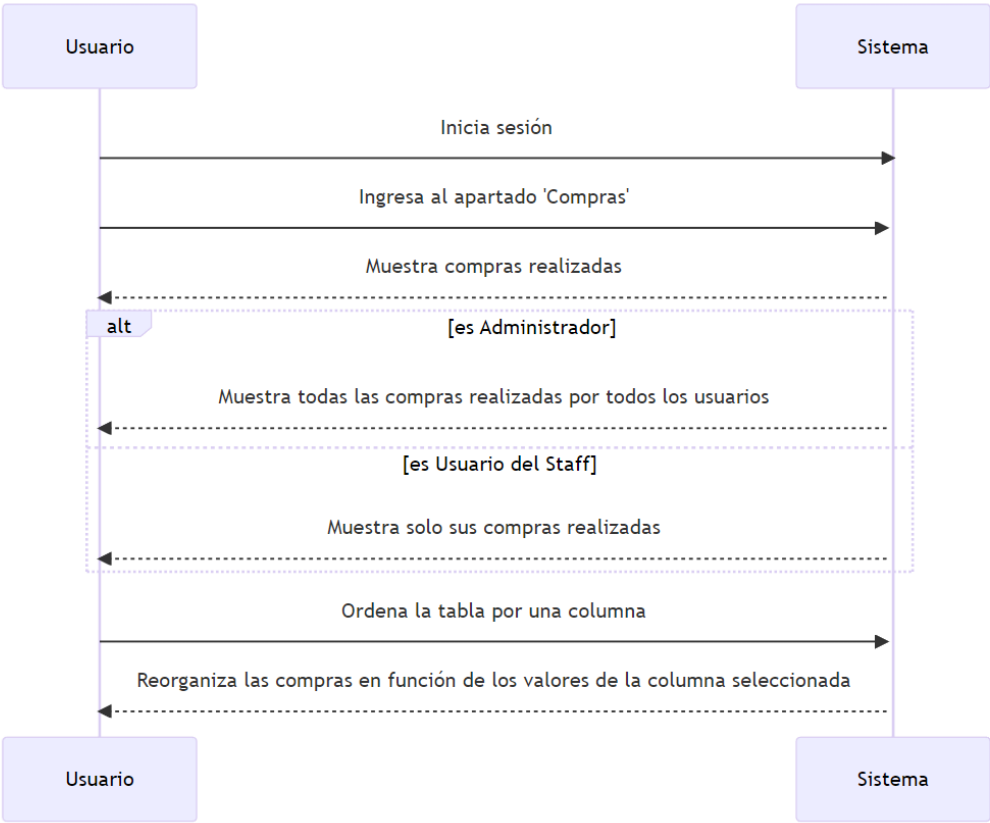 Usuario
Sistema
Inicia sesión
Ingresa al apartado 'Compras'
Muestra compras realizadas
alt
[es Administrador]
Muestra todas las compras realizadas por todos los usuarios
[es Usuario del Staff]
Muestra solo sus compras realizadas
Ordena la tabla por una columna
Reorganiza las compras en función de los valores de la columna seleccionada
Usuario
Sistema